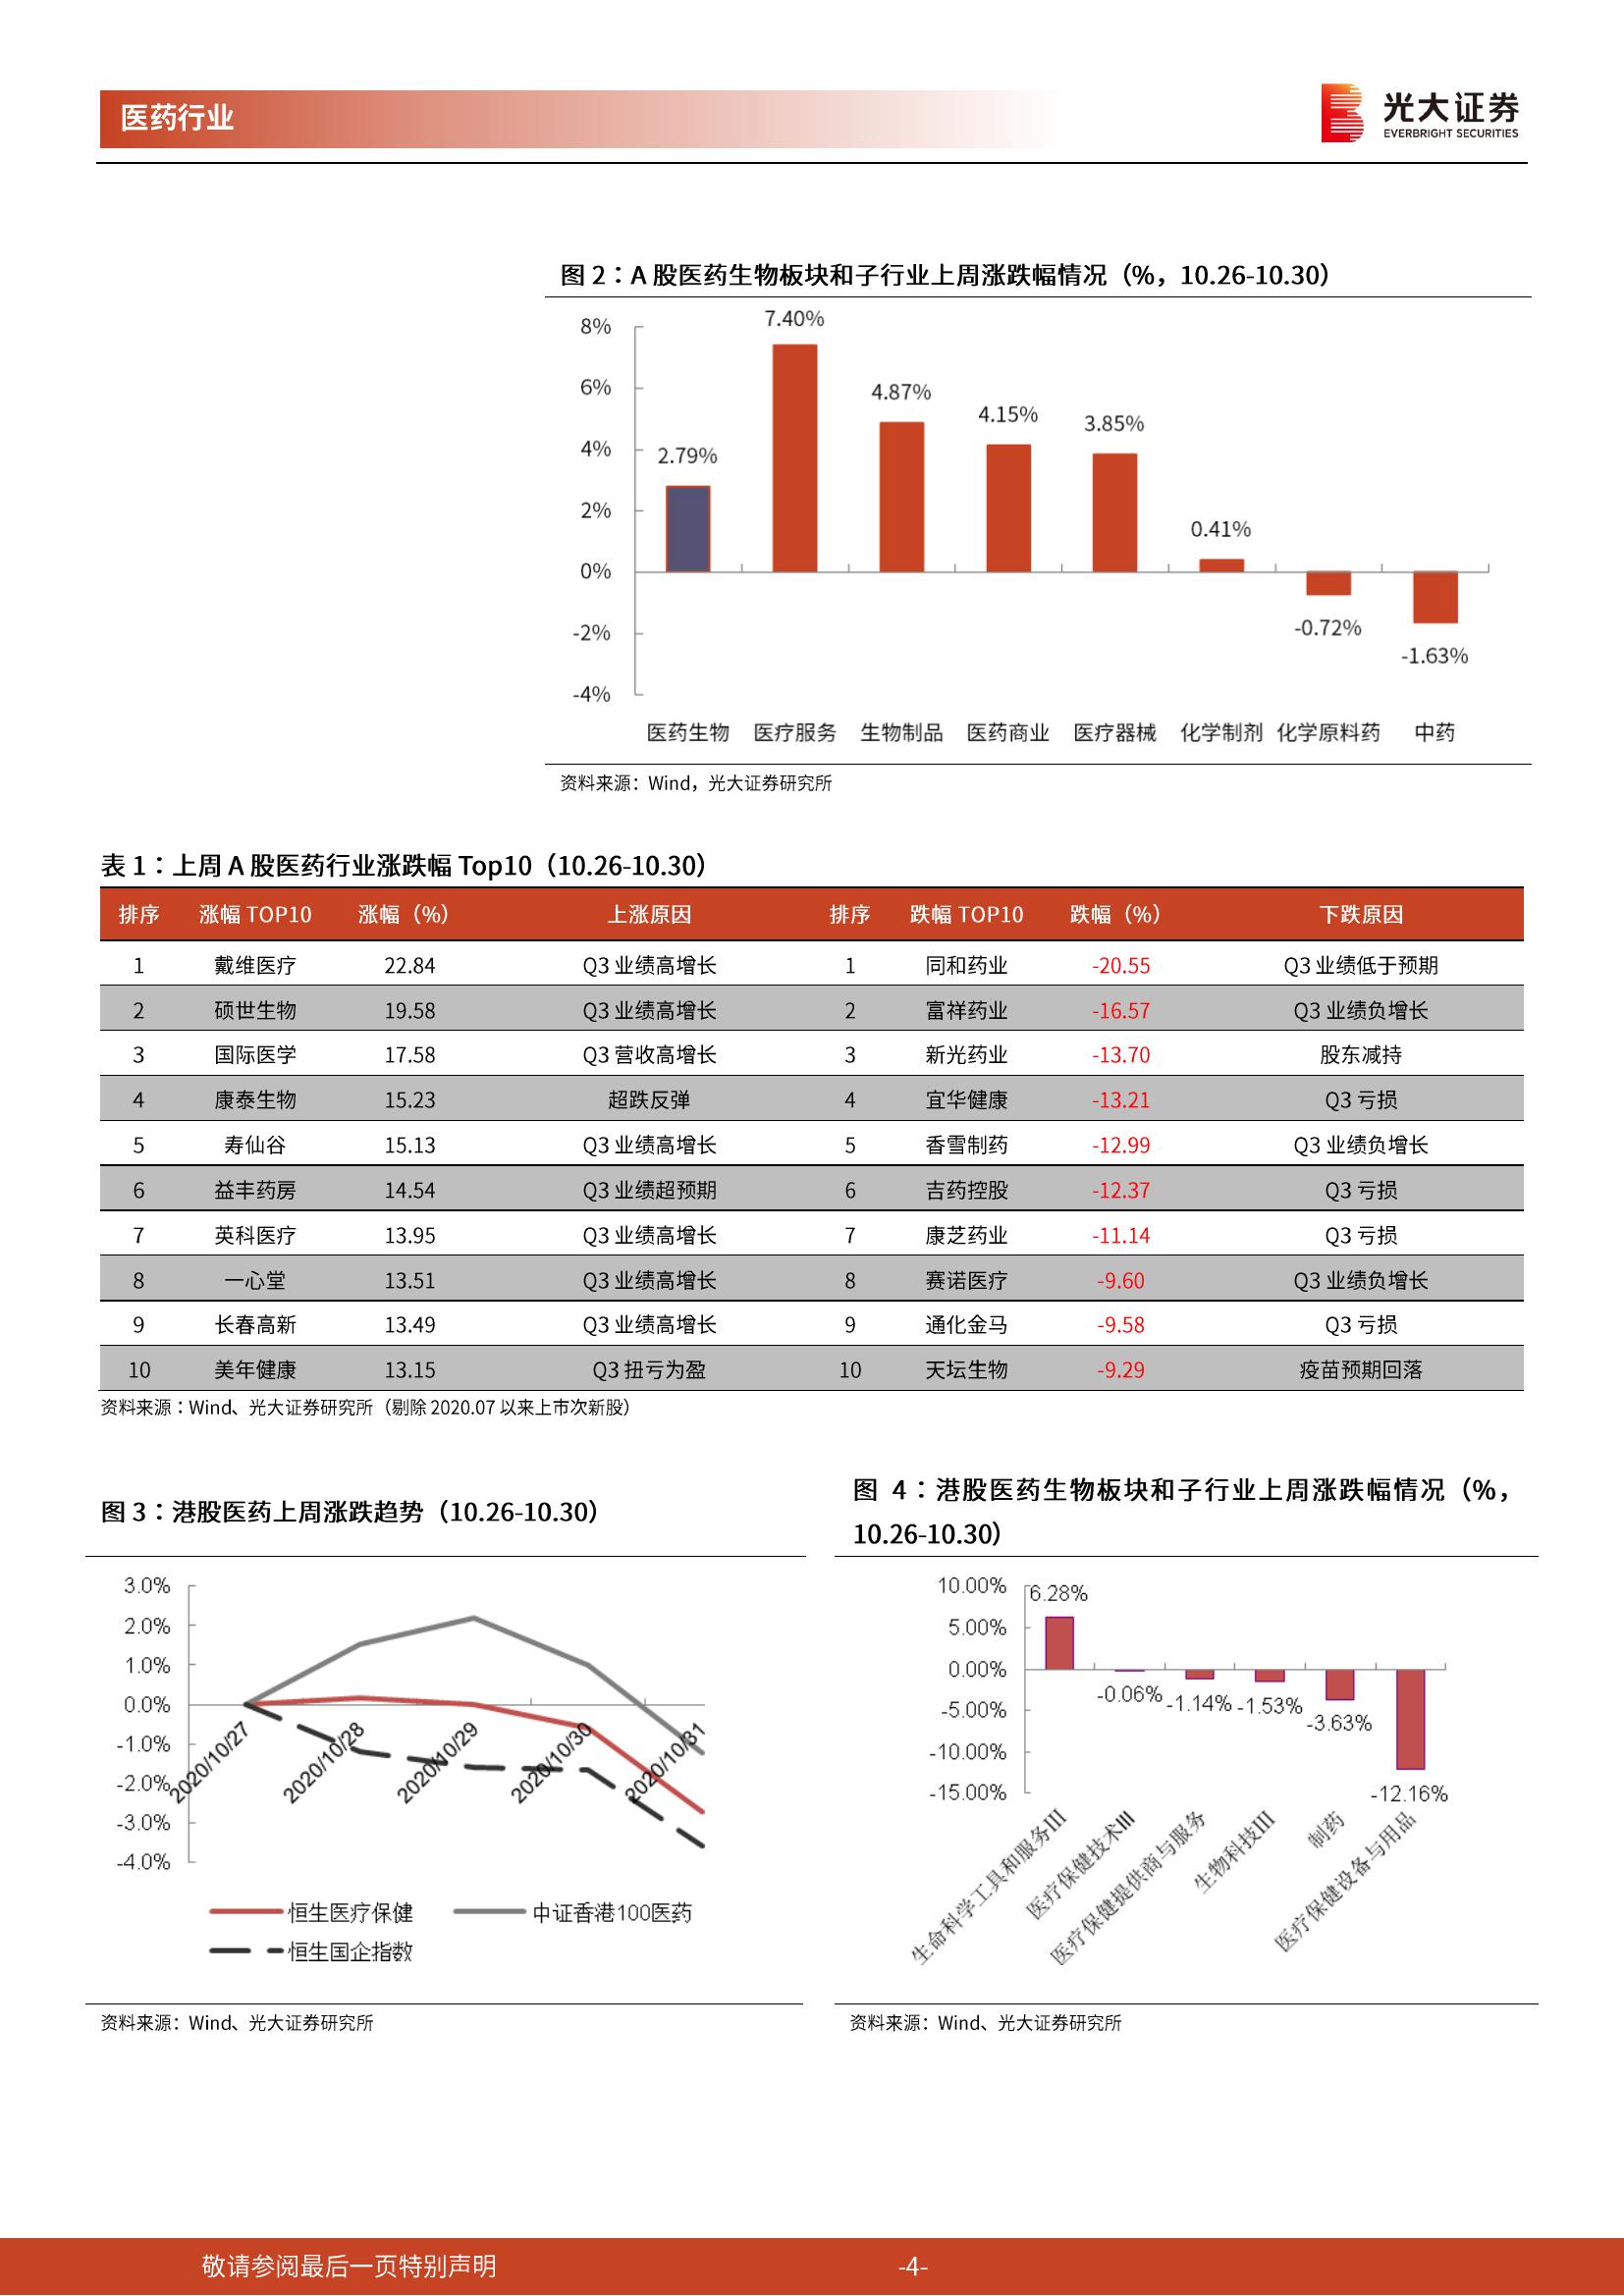 医药行业
光大证券
EVERBRIGHT SECURITIES
图 2：A 股医药生物板块和子行业上周涨跌幅情况（%，10.26-10.30）
8%
6%
4%
2%
0%
-2%
-4%
2.79%
7.40%
4.87%
4.15%
3.85%
0.41%
-0.72%
-1.63%
医药生物 医疗服务 生物制品 医药商业 医疗器械 化学制剂 化学原料药 中药
资料来源：Wind，光大证券研究所
表 1：上周 A 股医药行业涨跌幅 Top10（10.26-10.30）
排序 涨幅 TOP10 涨幅（%） 上涨原因 排序 跌幅 TOP10 跌幅（%） 下跌原因
1 戴维医疗 22.84 Q3 业绩高增长 1 同和药业 -20.55 Q3 业绩低于预期
2 硕世生物 19.58 Q3 业绩高增长 2 富祥药业 -16.57 Q3 业绩负增长
3 国际医学 17.58 Q3 营收高增长 3 新光药业 -13.70 股东减持
4 康泰生物 15.23 超跌反弹 4 宜华健康 -13.21 Q3 亏损
5 寿仙谷 15.13 Q3 业绩高增长 5 香雪制药 -12.99 Q3 业绩负增长
6 益丰药房 14.54 Q3 业绩超预期 6 吉药控股 -12.37 Q3 亏损
7 英科医疗 13.95 Q3 业绩高增长 7 康芝药业 -11.14 Q3 亏损
8 一心堂 13.51 Q3 业绩高增长 8 赛诺医疗 -9.60 Q3 业绩负增长
9 长春高新 13.49 Q3 业绩高增长 9 通化金马 -9.58 Q3 亏损
10 美年健康 13.15 Q3 扭亏为盈 10 天坛生物 -9.29 疫苗预期回落
资料来源：Wind、光大证券研究所（剔除 2020.07 以来上市次新股）
图 3：港股医药上周涨跌趋势（10.26-10.30）
3.0%
2.0%
1.0%
0.0%
-1.0%
-2.0%
-3.0%
-4.0%
2020/10/27
2020/10/28
2020/10/29
2020/10/30
2020/10/31
恒生医疗保健 中证香港100医药
恒生国企指数
资料来源：Wind、光大证券研究所
图 4：港股医药生物板块和子行业上周涨跌幅情况（%，
10.26-10.30）
10.00%
5.00%
0.00%
-5.00%
-10.00%
-15.00%
6.28%
-0.06%
-1.14%
-1.53%
-3.63%
-12.16%
生命科学工具和服务III
医疗保健技术III
医疗保健提供商与服务
生物科技III
制药
医疗保健设备与用品
资料来源：Wind、光大证券研究所
敬请参阅最后一页特别声明 -4-